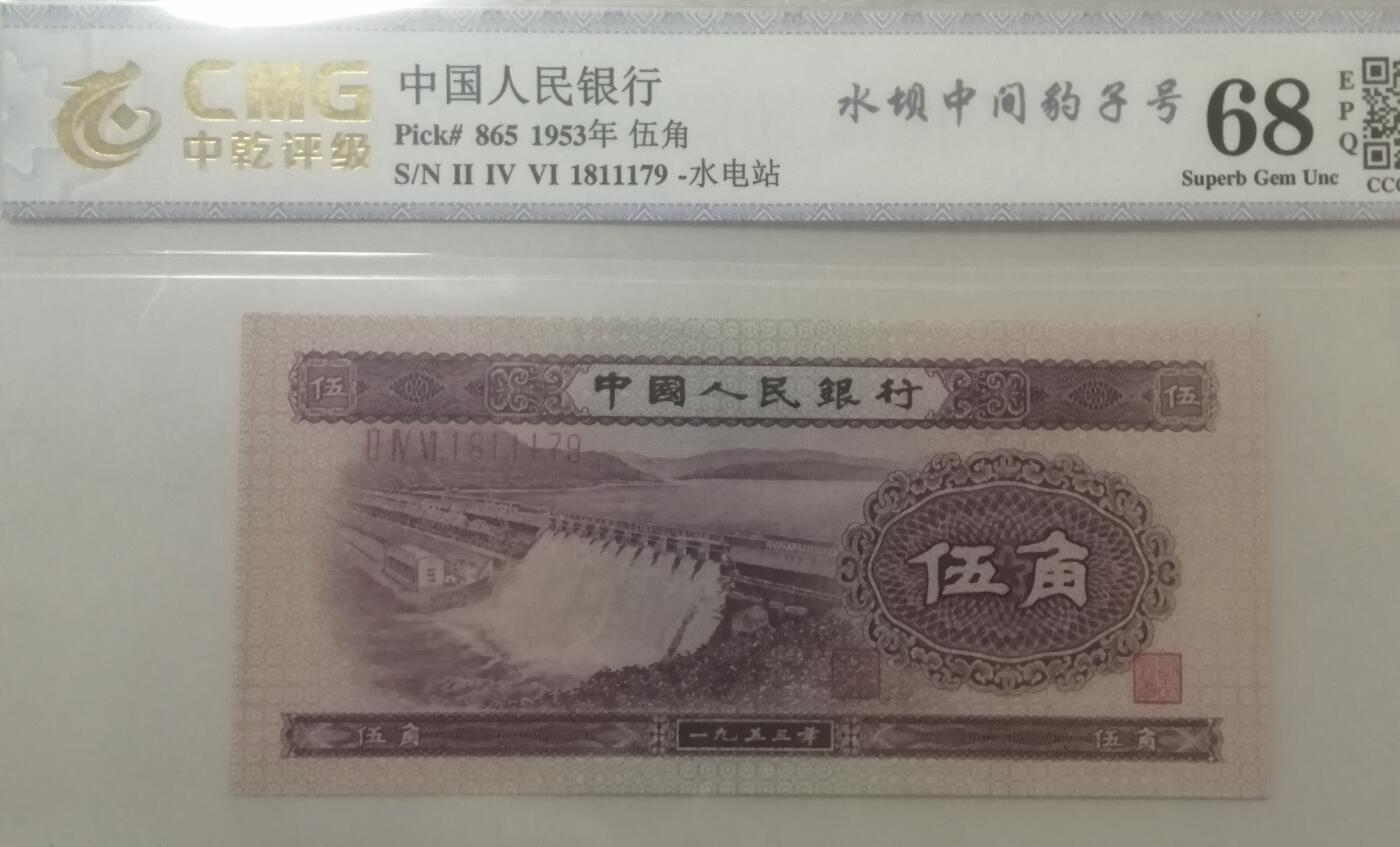 CMG
中乾评级
中国人民银行
Pick# 865 1953年 伍角
S/N II IV VI 1811179 -水电站
水坝中间豹子号
68
EPQ
Superb Gem Unc
伍
中國人民銀行
伍
II IV VI 1811179
伍角
伍角
一九五三年
伍角